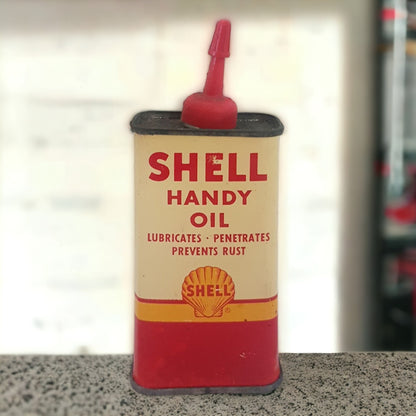 SHELL
HANDY
OIL
LUBRICATES · PENETRATES
PREVENTS RUST
SHELL
®